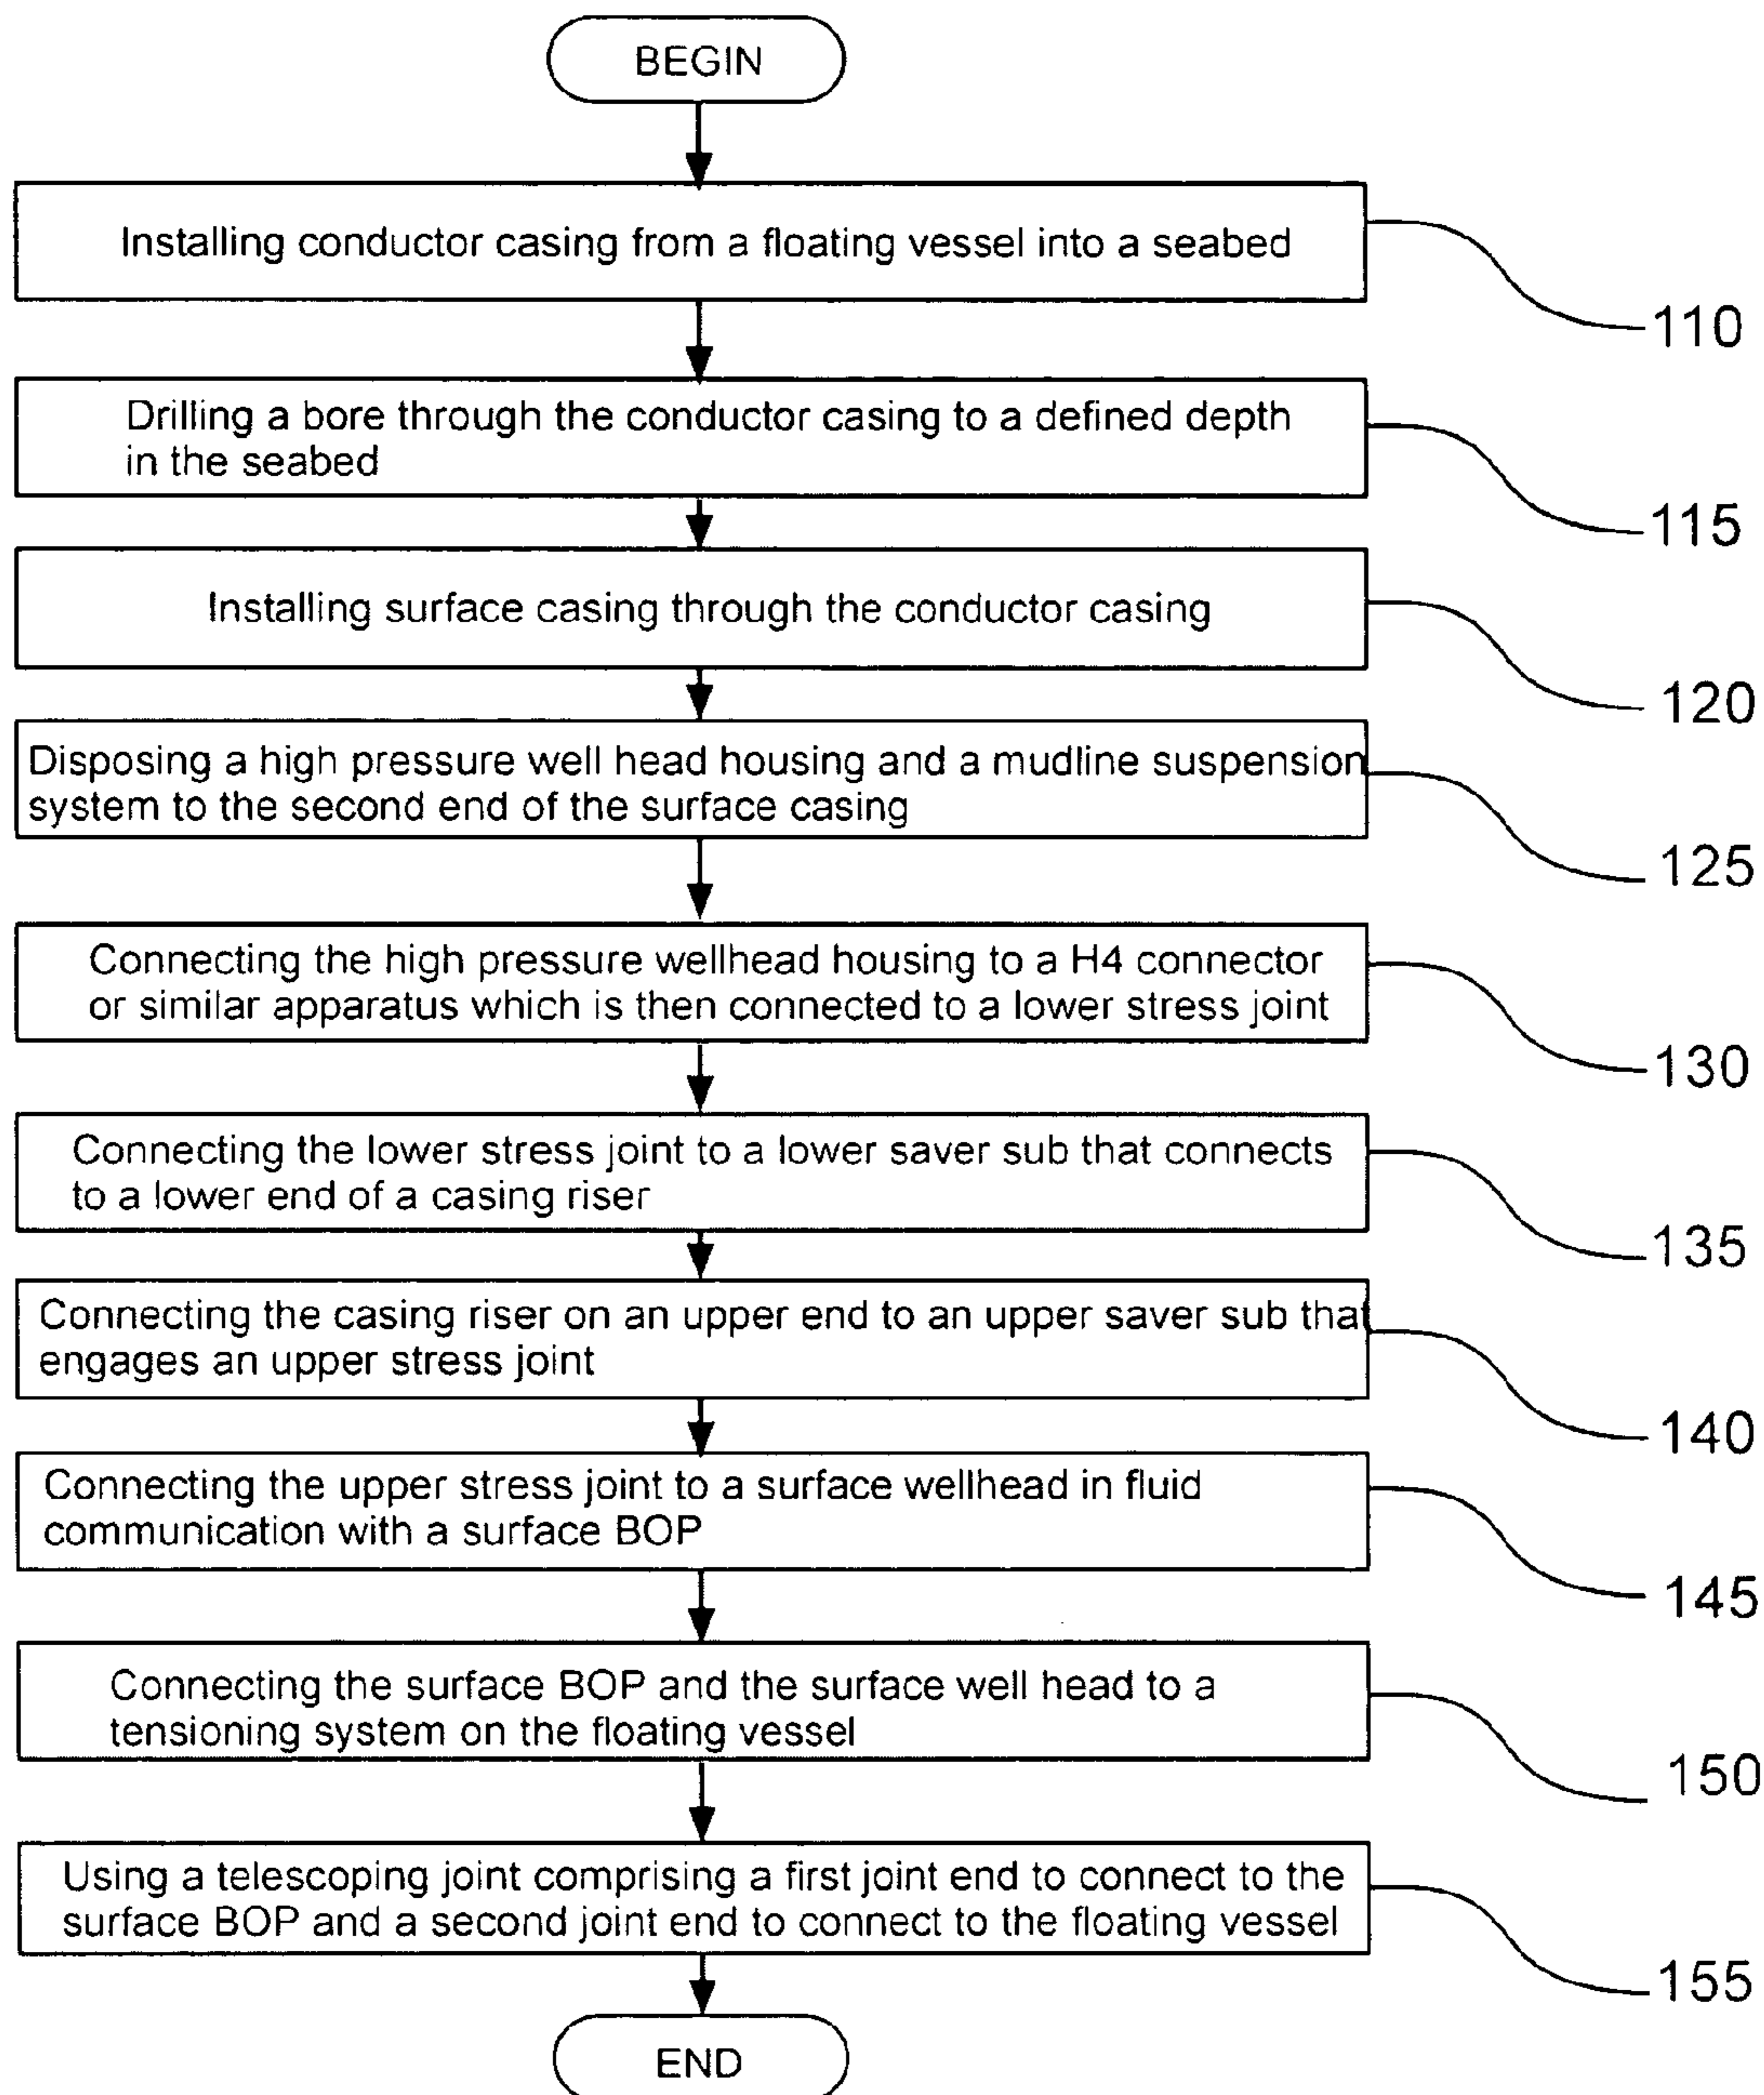 BEGIN
Installing conductor casing from a floating vessel into a seabed
110
Drilling a bore through the conductor casing to a defined depth
in the seabed
115
Installing surface casing through the conductor casing
120
Disposing a high pressure well head housing and a mudline suspension
system to the second end of the surface casing
125
Connecting the high pressure wellhead housing to a H4 connector
or similar apparatus which is then connected to a lower stress joint
130
Connecting the lower stress joint to a lower saver sub that connects
to a lower end of a casing riser
135
Connecting the casing riser on an upper end to an upper saver sub that
engages an upper stress joint
140
Connecting the upper stress joint to a surface wellhead in fluid
communication with a surface BOP
145
Connecting the surface BOP and the surface well head to a
tensioning system on the floating vessel
150
Using a telescoping joint comprising a first joint end to connect to the
surface BOP and a second joint end to connect to the floating vessel
155
END